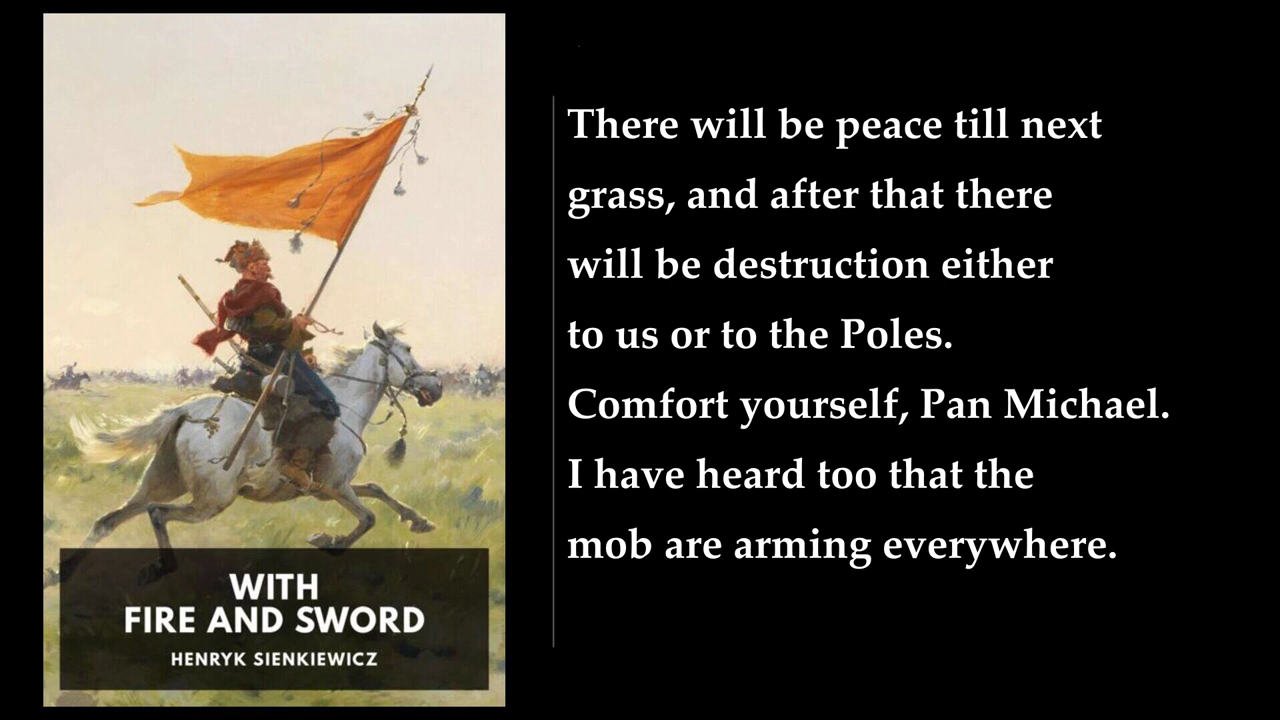 WITH
FIRE AND SWORD
HENRYK SIENKIEWICZ
There will be peace till next
grass, and after that there
will be destruction either
to us or to the Poles.
Comfort yourself, Pan Michael.
I have heard too that the
mob are arming everywhere.